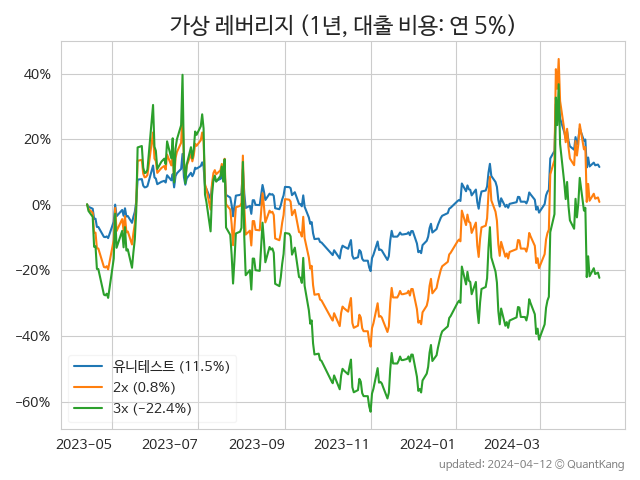 가상 레버리지 (1년, 대출 비용: 연 5%)
40%
20%
0%
−20%
−40%
−60%
유니테스트 (11.5%)
2x (0.8%)
3x (−22.4%)
2023-05 2023-07 2023-09 2023-11 2024-01 2024-03
updated: 2024-04-12 © QuantKang